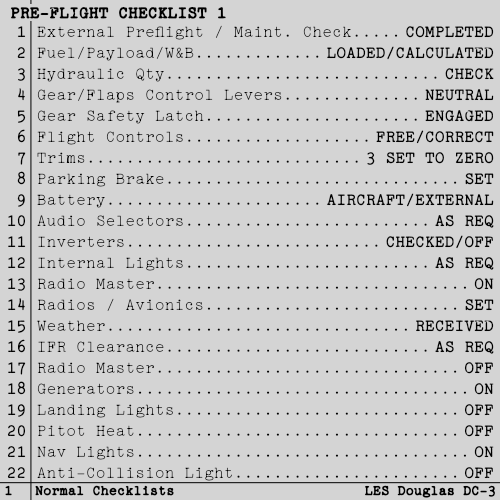 PRE-FLIGHT CHECKLIST 1
1 External Preflight / Maint. Check..... COMPLETED
2 Fuel/Payload/W&B............. LOADED/CALCULATED
3 Hydraulic Qty............................ CHECK
4 Gear/Flaps Control Levers.............. NEUTRAL
5 Gear Safety Latch...................... ENGAGED
6 Flight Controls................... FREE/CORRECT
7 Trims............................ 3 SET TO ZERO
8 Parking Brake.............................. SET
9 Battery...................... AIRCRAFT/EXTERNAL
10 Audio Selectors......................... AS REQ
11 Inverters.......................... CHECKED/OFF
12 Internal Lights......................... AS REQ
13 Radio Master................................ ON
14 Radios / Avionics.......................... SET
15 Weather............................... RECEIVED
16 IFR Clearance........................... AS REQ
17 Radio Master............................... OFF
18 Generators.................................. ON
19 Landing Lights............................. OFF
20 Pitot Heat................................. OFF
21 Nav Lights.................................. ON
22 Anti-Collision Light....................... OFF
1 Normal Checklists LES Douglas DC-3